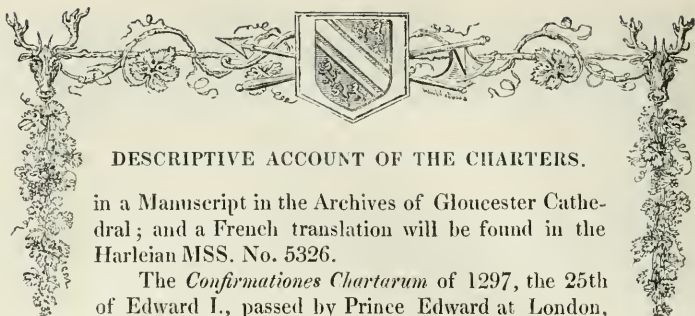 DESCRIPTIVE ACCOUNT OF THE CHARTERS.
in a Manuscript in the Archives of Gloucester Cathe-
dral; and a French translation will be found in the
Harleian MSS. No. 5326.
The Confirmationes Chartarum of 1297, the 25th
of Edward I., passed by Prince Edward at London,